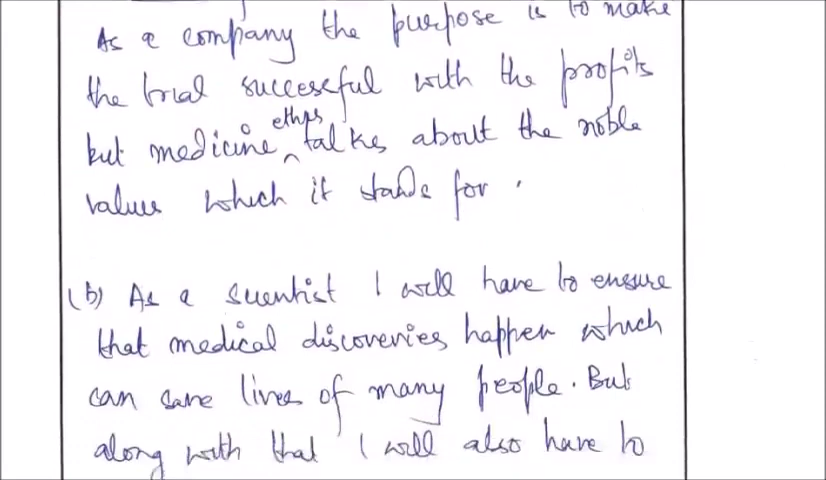 As a company the purpose is to make
the trial successful with the profits
but medicine ethics talks about the noble
values which it stands for .
(b) As a scientist I will have to ensure
that medical discoveries happen which
can save lives of many people. But
along with that I will also have to